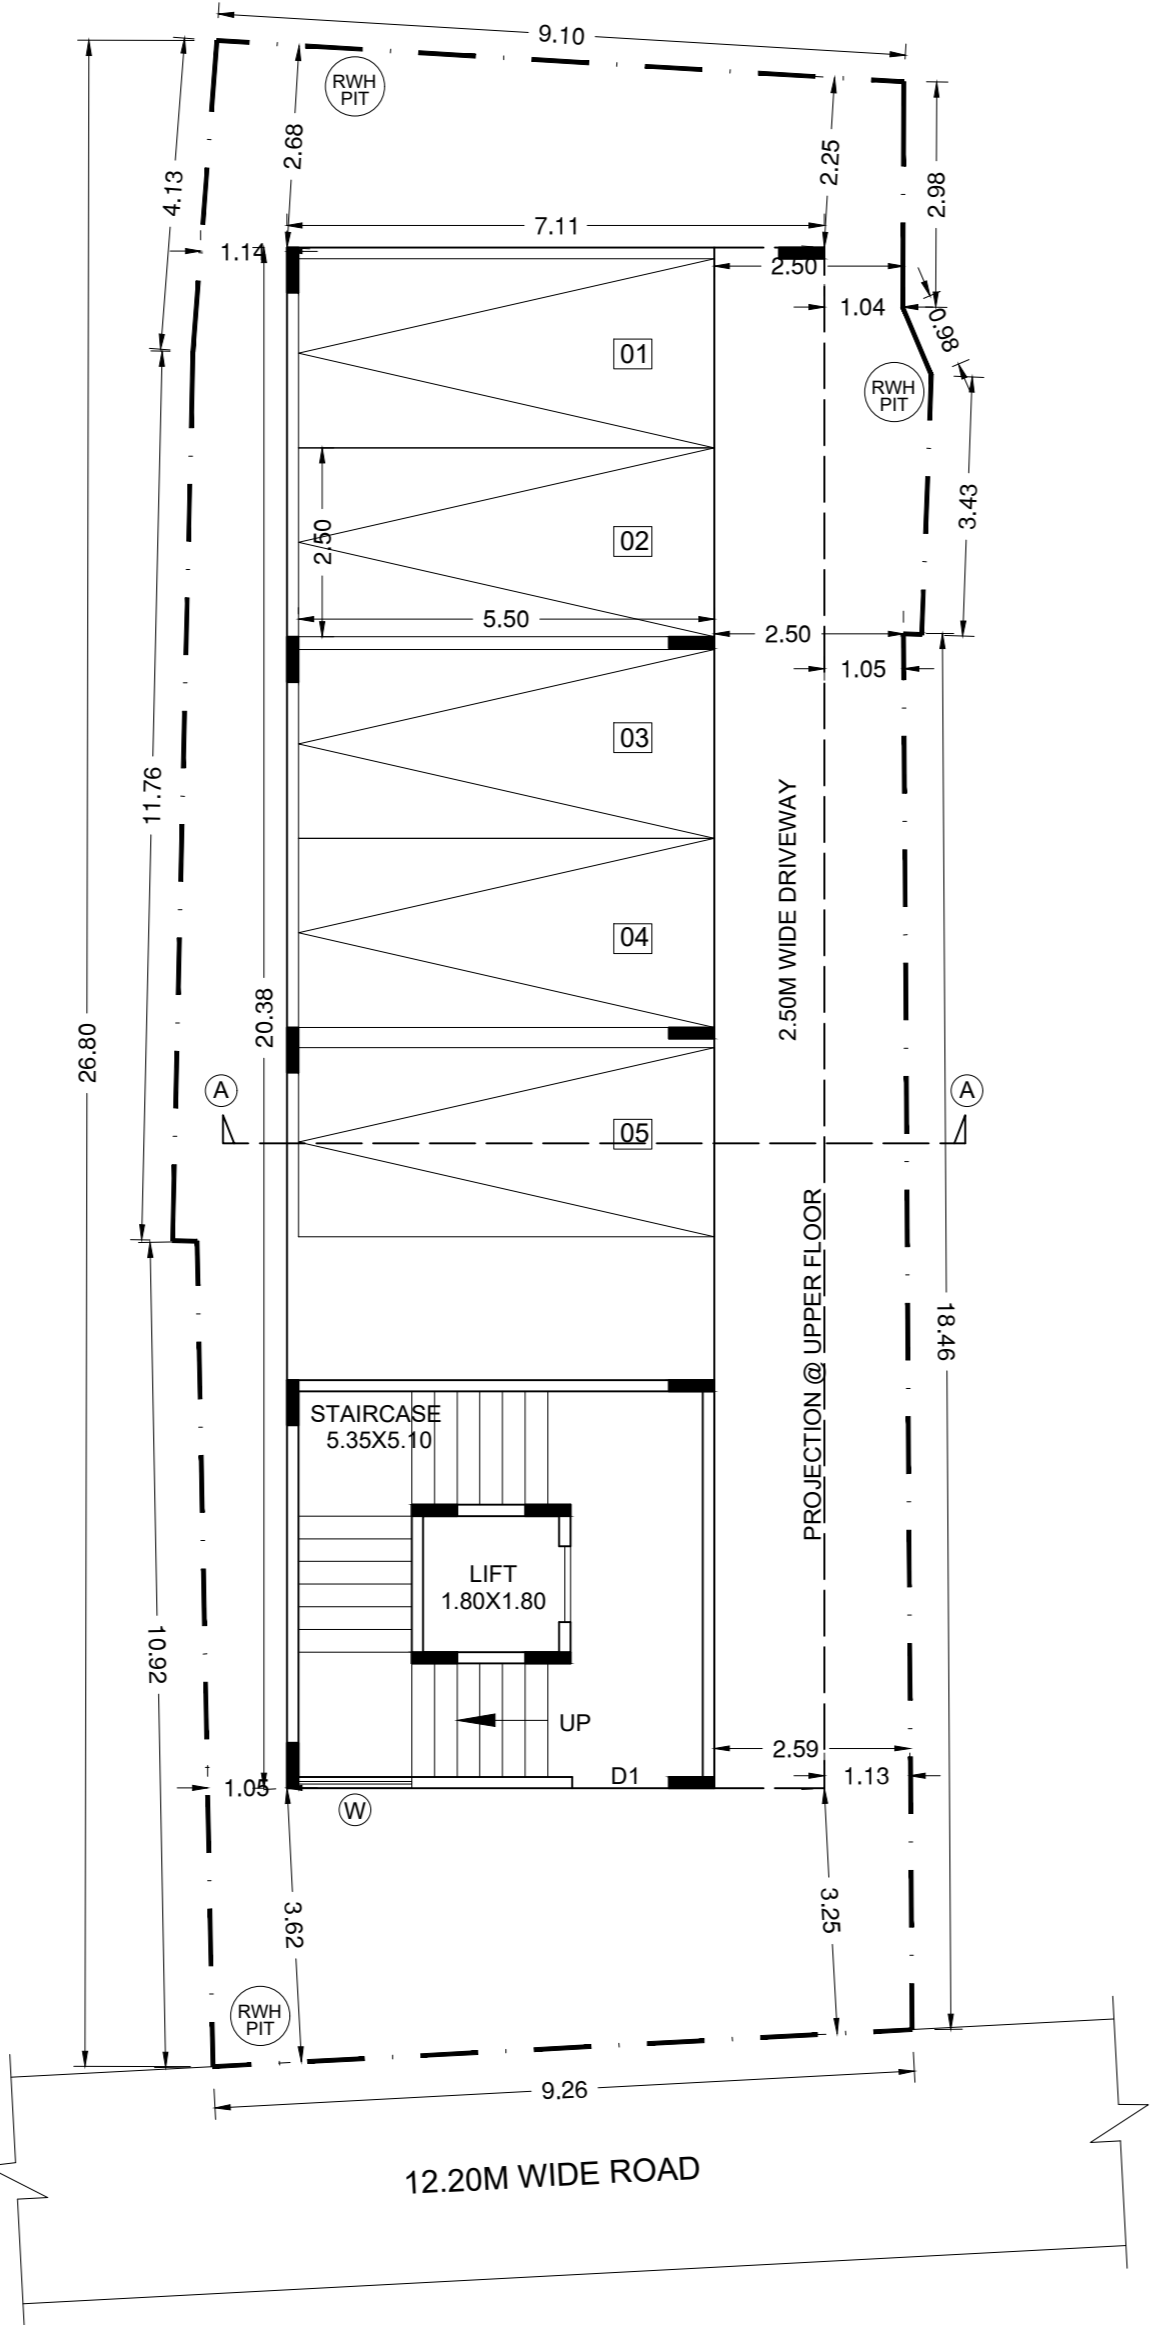 9.10
RWH
PIT
2.68
2.25
4.13
2.98
7.11
1.14
2.50
1.04
0.98
01
RWH
PIT
2.50
02
3.43
5.50
2.50
1.05
03
11.76
2.50M WIDE DRIVEWAY
04
20.38
26.80
A
A
05
PROJECTION @ UPPER FLOOR
18.46
STAIRCASE
5.35X5.10
LIFT
1.80X1.80
10.92
UP
2.59
D1
1.13
1.05
W
3.62
3.25
RWH
PIT
9.26
12.20M WIDE ROAD